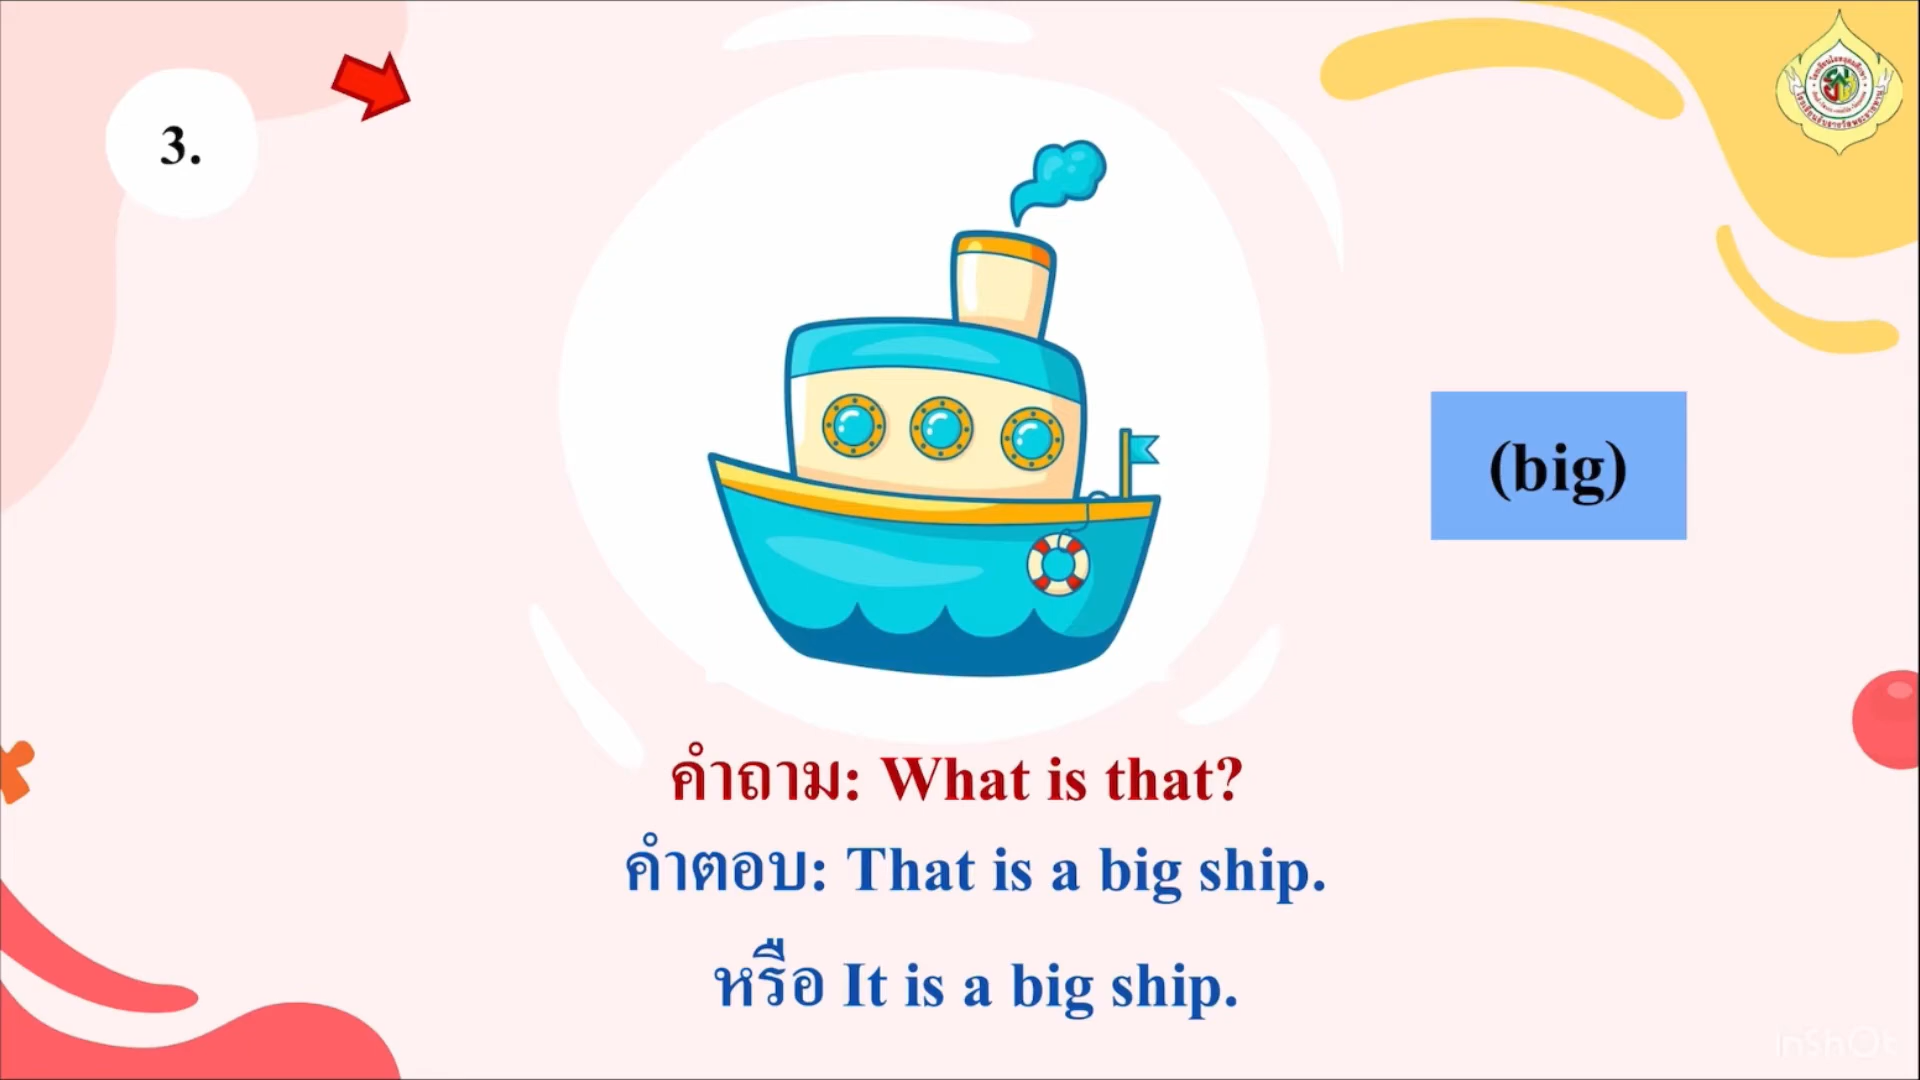 3.
(big)
คำถาม: What is that?
คำตอบ: That is a big ship.
หรือ It is a big ship.
InShOt